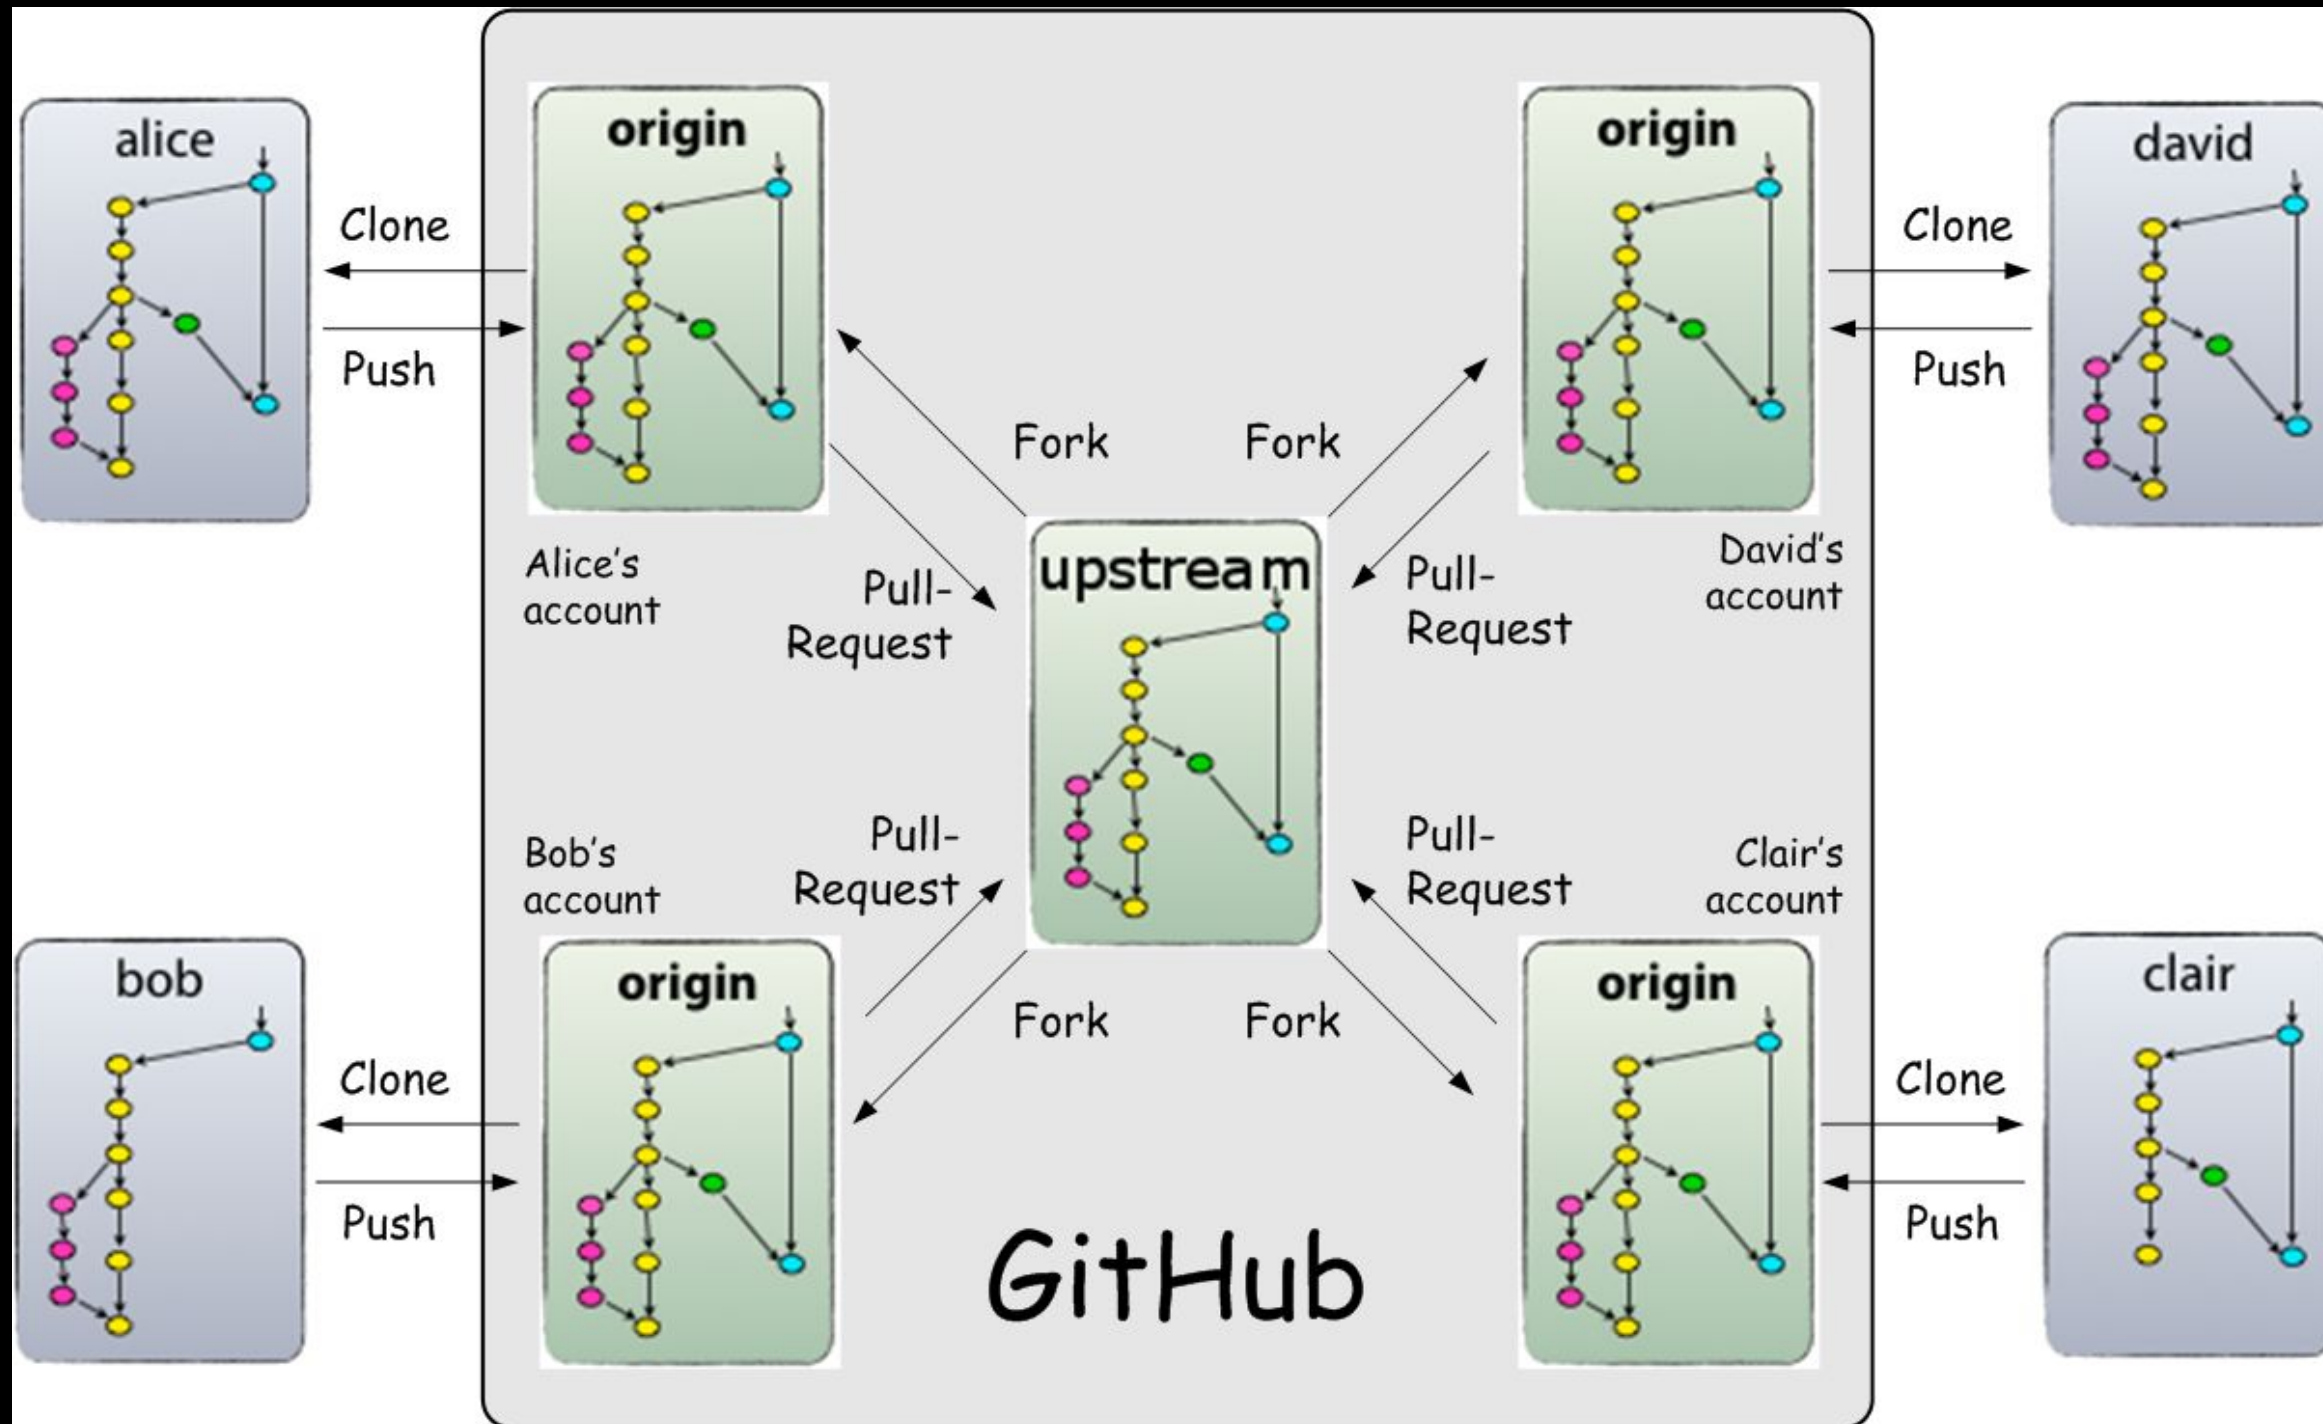 alice
origin
origin
david
Clone
Clone
Push
Push
Fork
Fork
upstream
Alice's
account
Pull-
Request
Pull-
Request
David's
account
Bob's
account
Pull-
Request
Pull-
Request
Clair's
account
bob
origin
origin
clair
Fork
Fork
Clone
Clone
Push
Push
GitHub